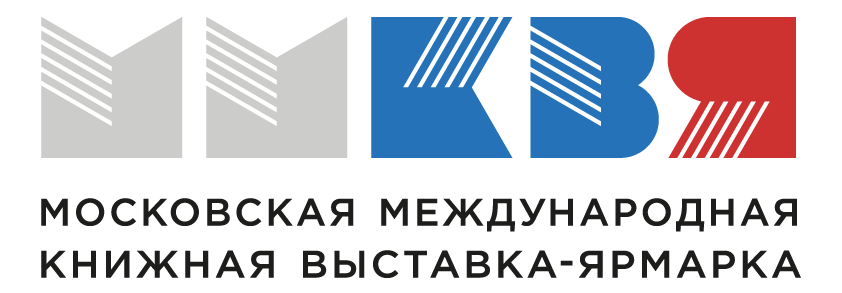 ММКВЯ
МОСКОВСКАЯ МЕЖДУНАРОДНАЯ
КНИЖНАЯ ВЫСТАВКА-ЯРМАРКА